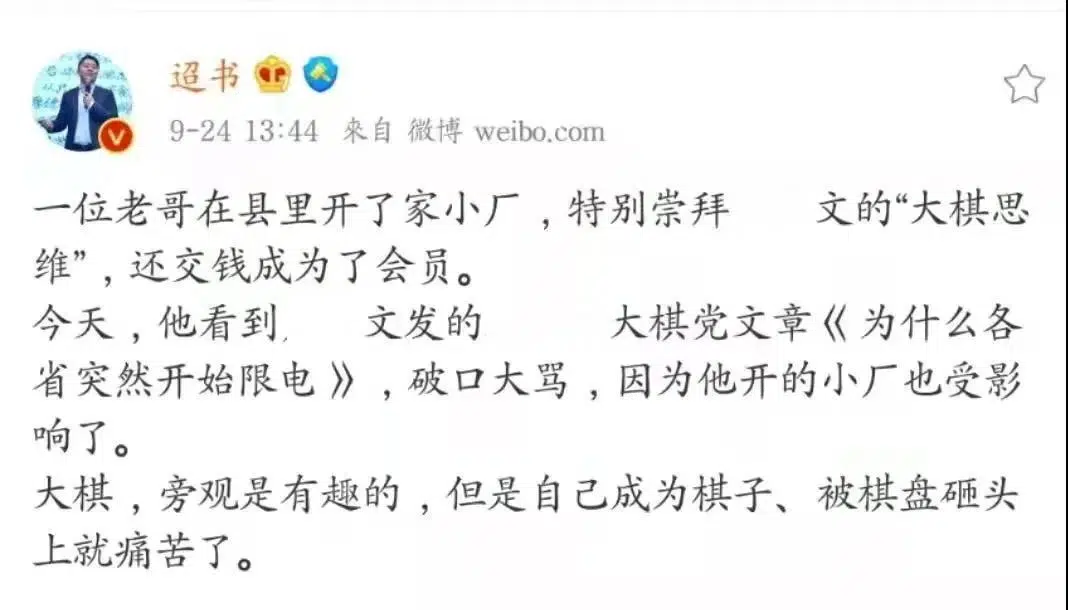 迢书
9-24 13:44 來自 微博 weibo.com
一位老哥在县里开了家小厂，特别崇拜 文的“大棋思
维”，还交钱成为了会员。
今天，他看到 文发的 大棋党文章《为什么各
省突然开始限电》，破口大骂，因为他开的小厂也受影
响了。
大棋，旁观是有趣的，但是自己成为棋子、被棋盘砸头
上就痛苦了。